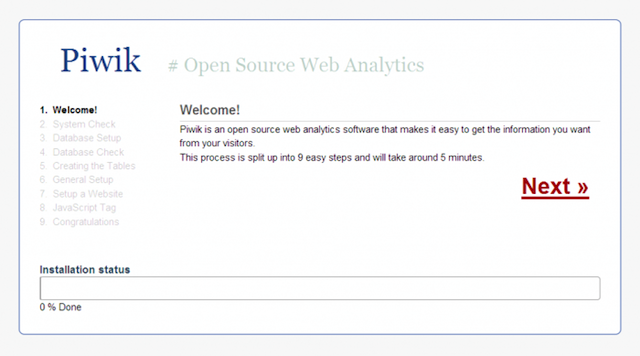 Piwik # Open Source Web Analytics
1. Welcome!
2. System Check
3. Database Setup
4. Database Check
5. Creating the Tables
6. General Setup
7. Setup a Website
8. JavaScript Tag
9. Congratulations
Welcome!
Piwik is an open source web analytics software that makes it easy to get the information you want
from your visitors.
This process is split up into 9 easy steps and will take around 5 minutes.
Next »
Installation status
0 % Done